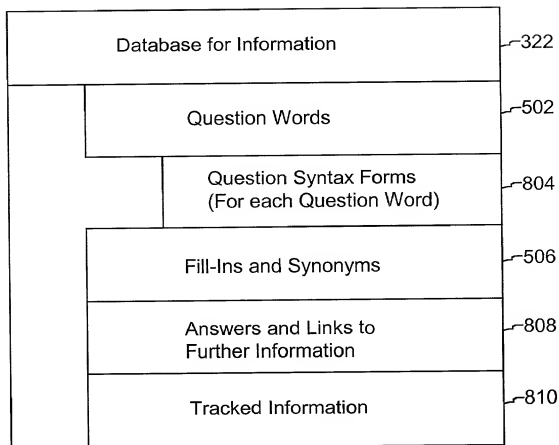 Database for Information
322
Question Words
502
Question Syntax Forms
(For each Question Word)
804
Fill-Ins and Synonyms
506
Answers and Links to
Further Information
808
Tracked Information
810